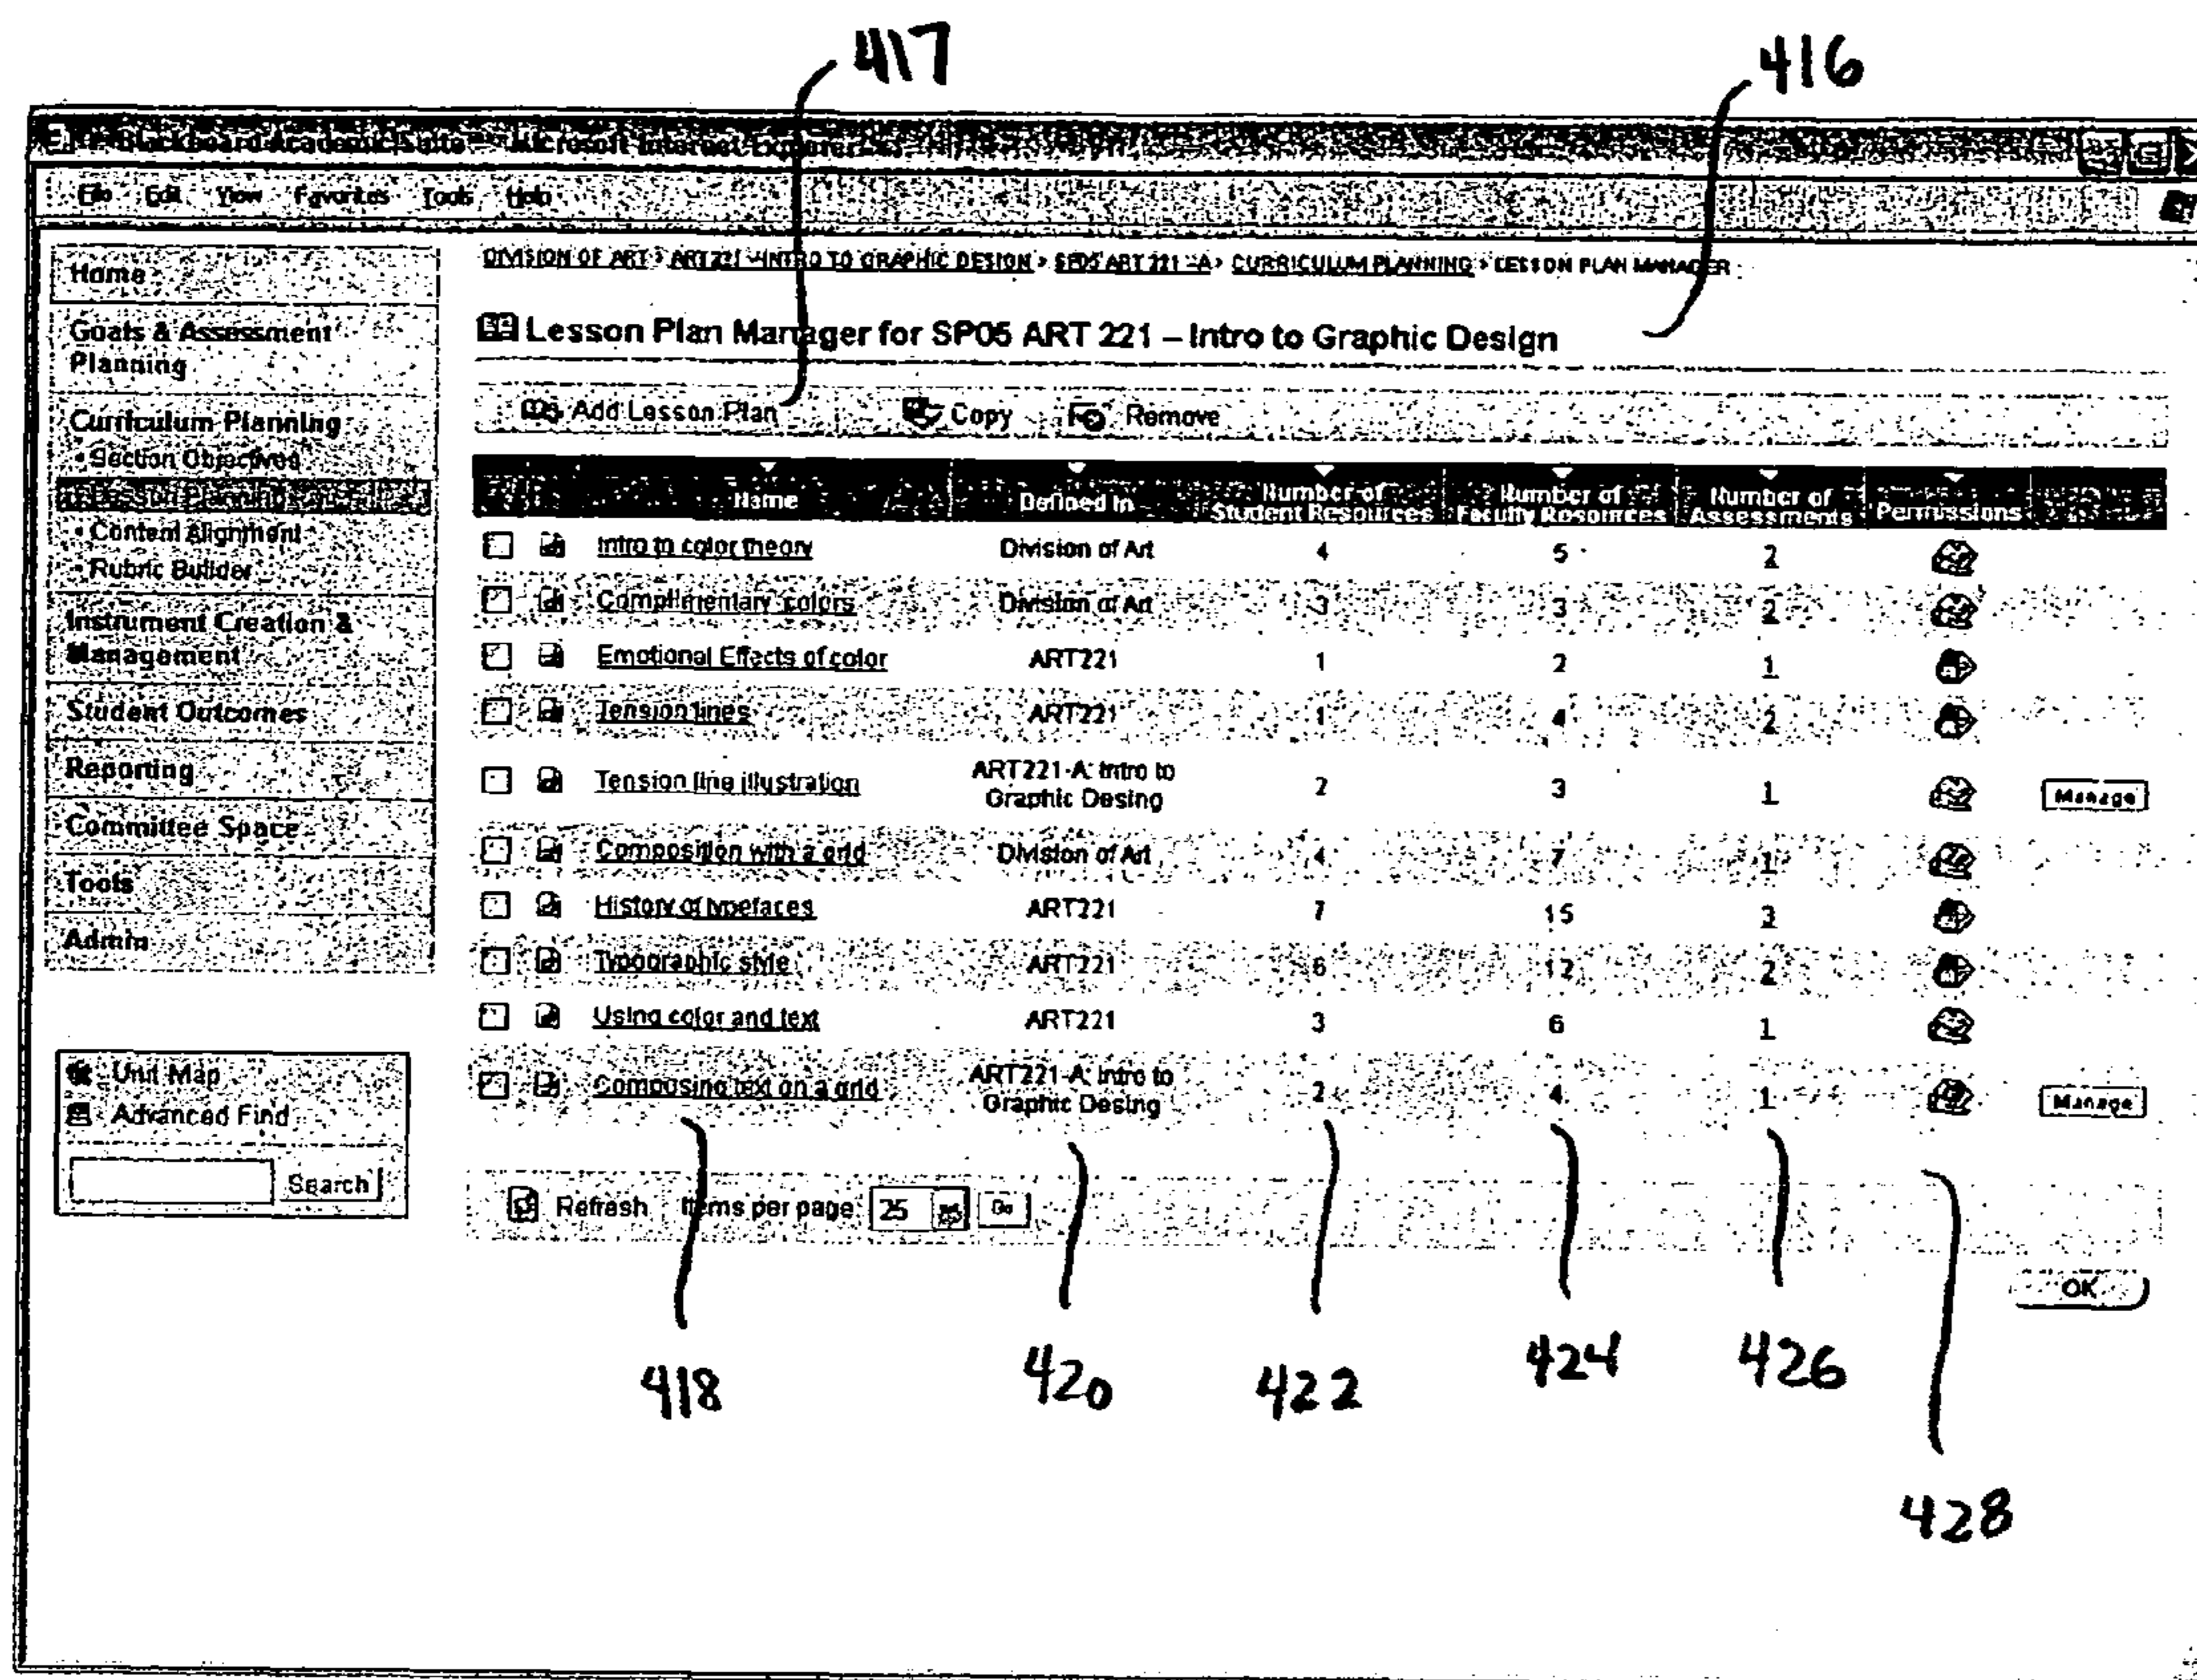 417
416
Blackboard Academic Suite - Microsoft Internet Explorer
File Edit View Favorites Tools Help
DIVISION OF ART > ART 221 - INTRO TO GRAPHIC DESIGN > SP05 ART 221 - A > CURRICULUM PLANNING > LESSON PLAN MANAGER
Home
Goals & Assessment
Planning
Curriculum Planning
• Section Objectives
• Lesson Planning
• Content Alignment
• Rubric Builder
Instrument Creation &
Management
Student Outcomes
Reporting
Committee Space
Tools
Admin
Unit Map
Advanced Find
Search
Lesson Plan Manager for SP05 ART 221 – Intro to Graphic Design
Add Lesson Plan Copy Remove
Name Defined In Number of Student Resources Number of Faculty Resources Number of Assessments Permissions
Intro to color theory Division of Art 4 5 2
Complimentary colors Division of Art 3 3 2
Emotional Effects of color ART221 1 2 1
Tension lines ART221 1 4 2
Tension line illustration ART221-A: Intro to Graphic Desing 2 3 1 Manage
Composition with a grid Division of Art 4 7 1
History of typefaces ART221 7 15 3
Typographic style ART221 6 12 2
Using color and text ART221 3 6 1
Composing text on a grid ART221-A: Intro to Graphic Desing 2 4 1 Manage
Refresh Items per page: 25 Go
OK
418
420
422
424
426
428